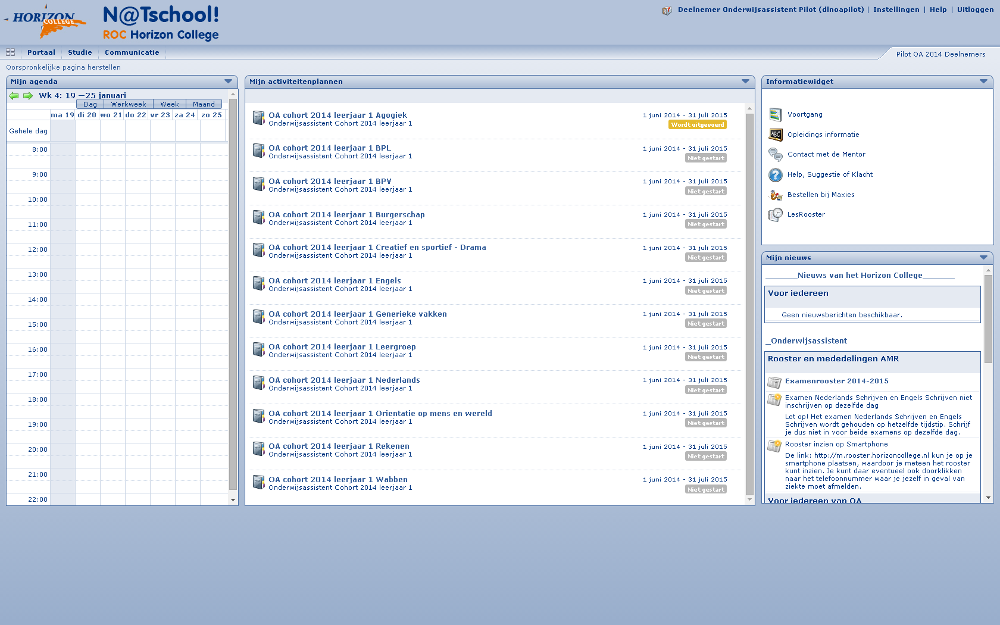 HORIZON
COLLEGE
N@Tschool!
ROC Horizon College
Deelnemer Onderwijsassistent Pilot (dlnoapilot) | Instellingen | Help | Uitloggen
Portaal Studie Communicatie
Pilot OA 2014 Deelnemers
Oorspronkelijke pagina herstellen
Mijn agenda
Wk 4: 19 —25 januari
Dag Werkweek Week Maand
ma 19 di 20 wo 21 do 22 vr 23 za 24 zo 25
Gehele dag
8:00
9:00
10:00
11:00
12:00
13:00
14:00
15:00
16:00
17:00
18:00
19:00
20:00
21:00
22:00
Mijn activiteitenplannen
OA cohort 2014 leerjaar 1 Agogiek 1 juni 2014 - 31 juli 2015
Onderwijsassistent Cohort 2014 leerjaar 1 Wordt uitgevoerd
OA cohort 2014 leerjaar 1 BPL 1 juni 2014 - 31 juli 2015
Onderwijsassistent Cohort 2014 leerjaar 1 Niet gestart
OA cohort 2014 leerjaar 1 BPV 1 juni 2014 - 31 juli 2015
Onderwijsassistent Cohort 2014 leerjaar 1 Niet gestart
OA cohort 2014 leerjaar 1 Burgerschap 1 juni 2014 - 31 juli 2015
Onderwijsassistent Cohort 2014 leerjaar 1 Niet gestart
OA cohort 2014 leerjaar 1 Creatief en sportief - Drama 1 juni 2014 - 31 juli 2015
Onderwijsassistent Cohort 2014 leerjaar 1 Niet gestart
OA cohort 2014 leerjaar 1 Engels 1 juni 2014 - 31 juli 2015
Onderwijsassistent Cohort 2014 leerjaar 1 Niet gestart
OA cohort 2014 leerjaar 1 Generieke vakken 1 juni 2014 - 31 juli 2015
Onderwijsassistent Cohort 2014 leerjaar 1 Niet gestart
OA cohort 2014 leerjaar 1 Leergroep 1 juni 2014 - 31 juli 2015
Onderwijsassistent Cohort 2014 leerjaar 1 Niet gestart
OA cohort 2014 leerjaar 1 Nederlands 1 juni 2014 - 31 juli 2015
Onderwijsassistent Cohort 2014 leerjaar 1 Niet gestart
OA cohort 2014 leerjaar 1 Orientatie op mens en wereld 1 juni 2014 - 31 juli 2015
Onderwijsassistent Cohort 2014 leerjaar 1 Niet gestart
OA cohort 2014 leerjaar 1 Rekenen 1 juni 2014 - 31 juli 2015
Onderwijsassistent Cohort 2014 leerjaar 1 Niet gestart
OA cohort 2014 leerjaar 1 Wabben 1 juni 2014 - 31 juli 2015
Onderwijsassistent Cohort 2014 leerjaar 1 Niet gestart
Informatiewidget
Voortgang
ABC Opleidings informatie
Contact met de Mentor
Help, Suggestie of Klacht
Bestellen bij Maxies
LesRooster
Mijn nieuws
_______Nieuws van het Horizon College_______
Voor iedereen
Geen nieuwsberichten beschikbaar.
_Onderwijsassistent
Rooster en mededelingen AMR
Examenrooster 2014-2015
Examen Nederlands Schrijven en Engels Schrijven niet
inschrijven op dezelfde dag
Let op! Het examen Nederlands Schrijven en Engels
Schrijven wordt gehouden op hetzelfde tijdstip. Schrijf
je dus niet in voor beide examens op dezelfde dag.
Rooster inzien op Smartphone
De link: http://m.rooster.horizoncollege.nl kun je op je
smartphone plaatsen, waardoor je meteen het rooster
kunt inzien. Je kunt daar eventueel ook doorklikken
naar het telefoonnummer waar je jezelf in geval van
ziekte moet afmelden.
Voor iedereen van OA